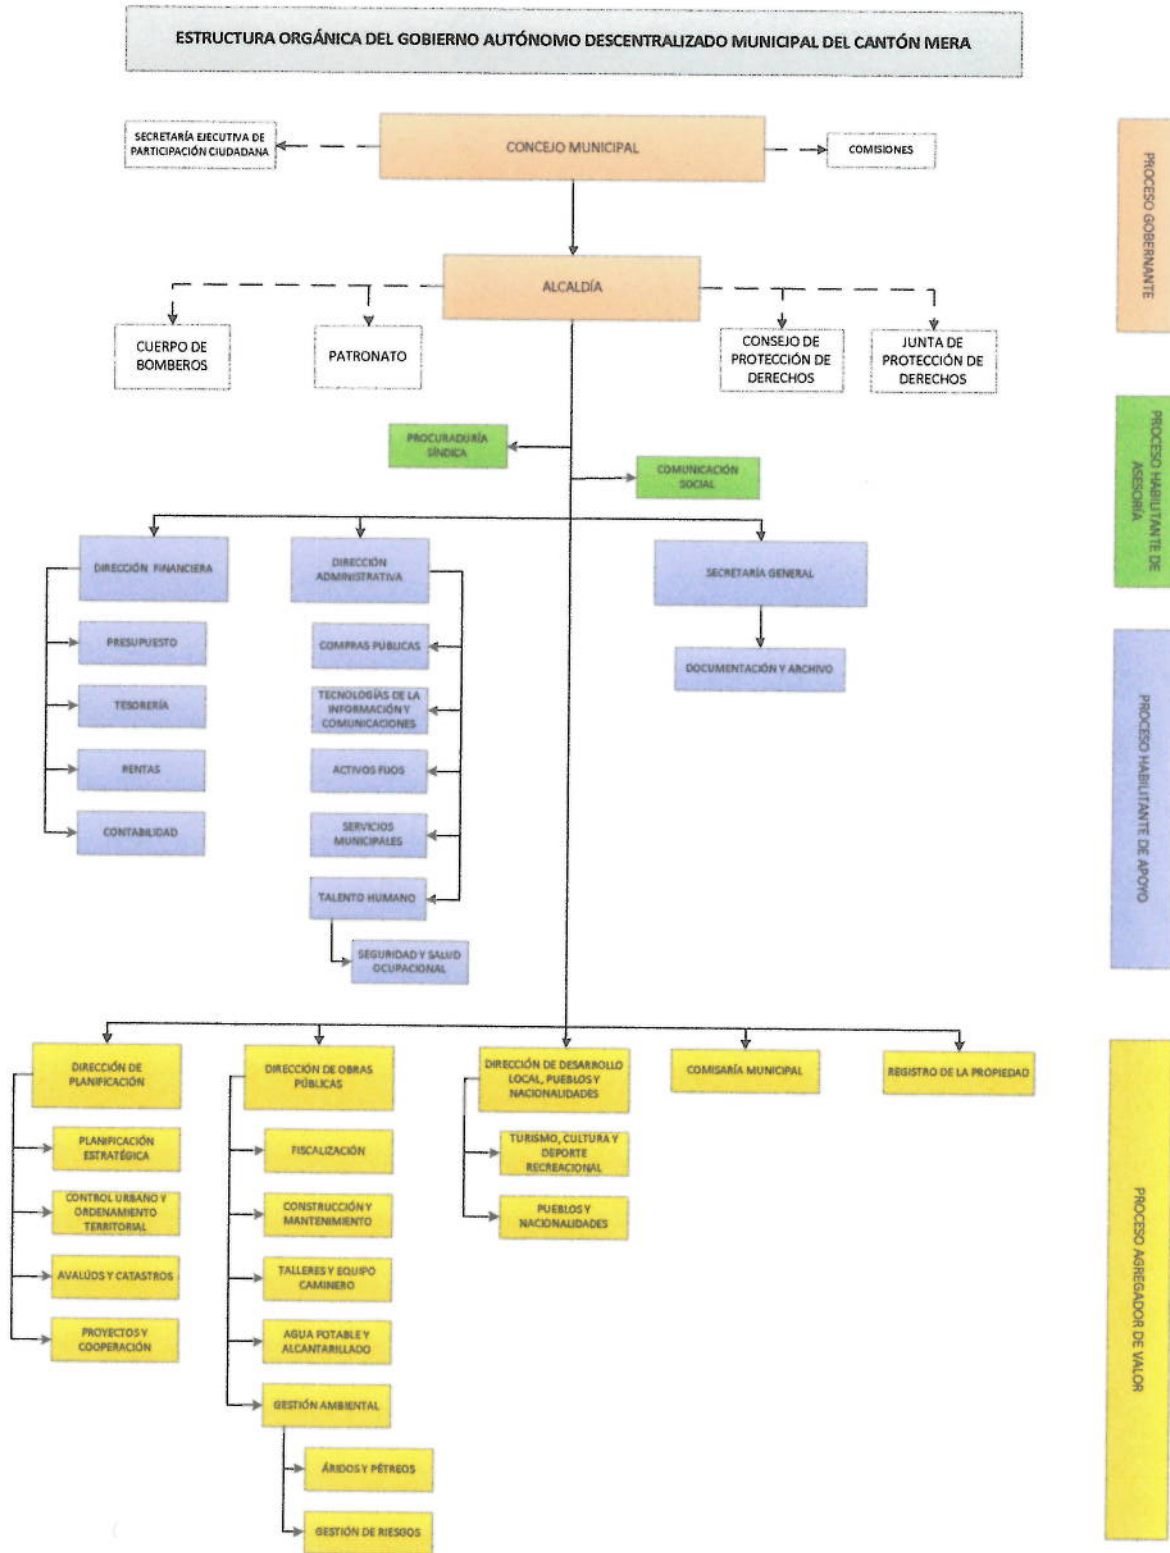 ESTRUCTURA ORGÁNICA DEL GOBIERNO AUTÓNOMO DESCENTRALIZADO MUNICIPAL DEL CANTÓN MERA
SECRETARÍA EJECUTIVA DE
PARTICIPACIÓN CIUDADANA
CONCEJO MUNICIPAL
COMISIONES
PROCESO GOBERNANTE
ALCALDÍA
CUERPO DE
BOMBEROS
PATRONATO
CONSEJO DE
PROTECCIÓN DE
DERECHOS
JUNTA DE
PROTECCIÓN DE
DERECHOS
PROCURADURÍA
SÍNDICA
COMUNICACIÓN
SOCIAL
PROCESO HABILITANTE DE
ASESORÍA
DIRECCIÓN FINANCIERA
DIRECCIÓN
ADMINISTRATIVA
SECRETARÍA GENERAL
PRESUPUESTO
TESORERÍA
RENTAS
CONTABILIDAD
COMPRAS PÚBLICAS
TECNOLOGÍAS DE LA
INFORMACIÓN Y
COMUNICACIONES
ACTIVOS FIJOS
SERVICIOS
MUNICIPALES
TALENTO HUMANO
SEGURIDAD Y SALUD
OCUPACIONAL
DOCUMENTACIÓN Y ARCHIVO
PROCESO HABILITANTE DE APOYO
DIRECCIÓN DE
PLANIFICACIÓN
PLANIFICACIÓN
ESTRATÉGICA
CONTROL URBANO Y
ORDENAMIENTO
TERRITORIAL
AVALÚOS Y CATASTROS
PROYECTOS Y
COOPERACIÓN
DIRECCIÓN DE OBRAS
PÚBLICAS
FISCALIZACIÓN
CONSTRUCCIÓN Y
MANTENIMIENTO
TALLERES Y EQUIPO
CAMINERO
AGUA POTABLE Y
ALCANTARILLADO
GESTIÓN AMBIENTAL
ÁRIDOS Y PÉTREOS
GESTIÓN DE RIESGOS
DIRECCIÓN DE DESARROLLO
LOCAL, PUEBLOS Y
NACIONALIDADES
TURISMO, CULTURA Y
DEPORTE
RECREACIONAL
PUEBLOS Y
NACIONALIDADES
COMISARÍA MUNICIPAL
REGISTRO DE LA PROPIEDAD
PROCESO AGREGADOR DE VALOR